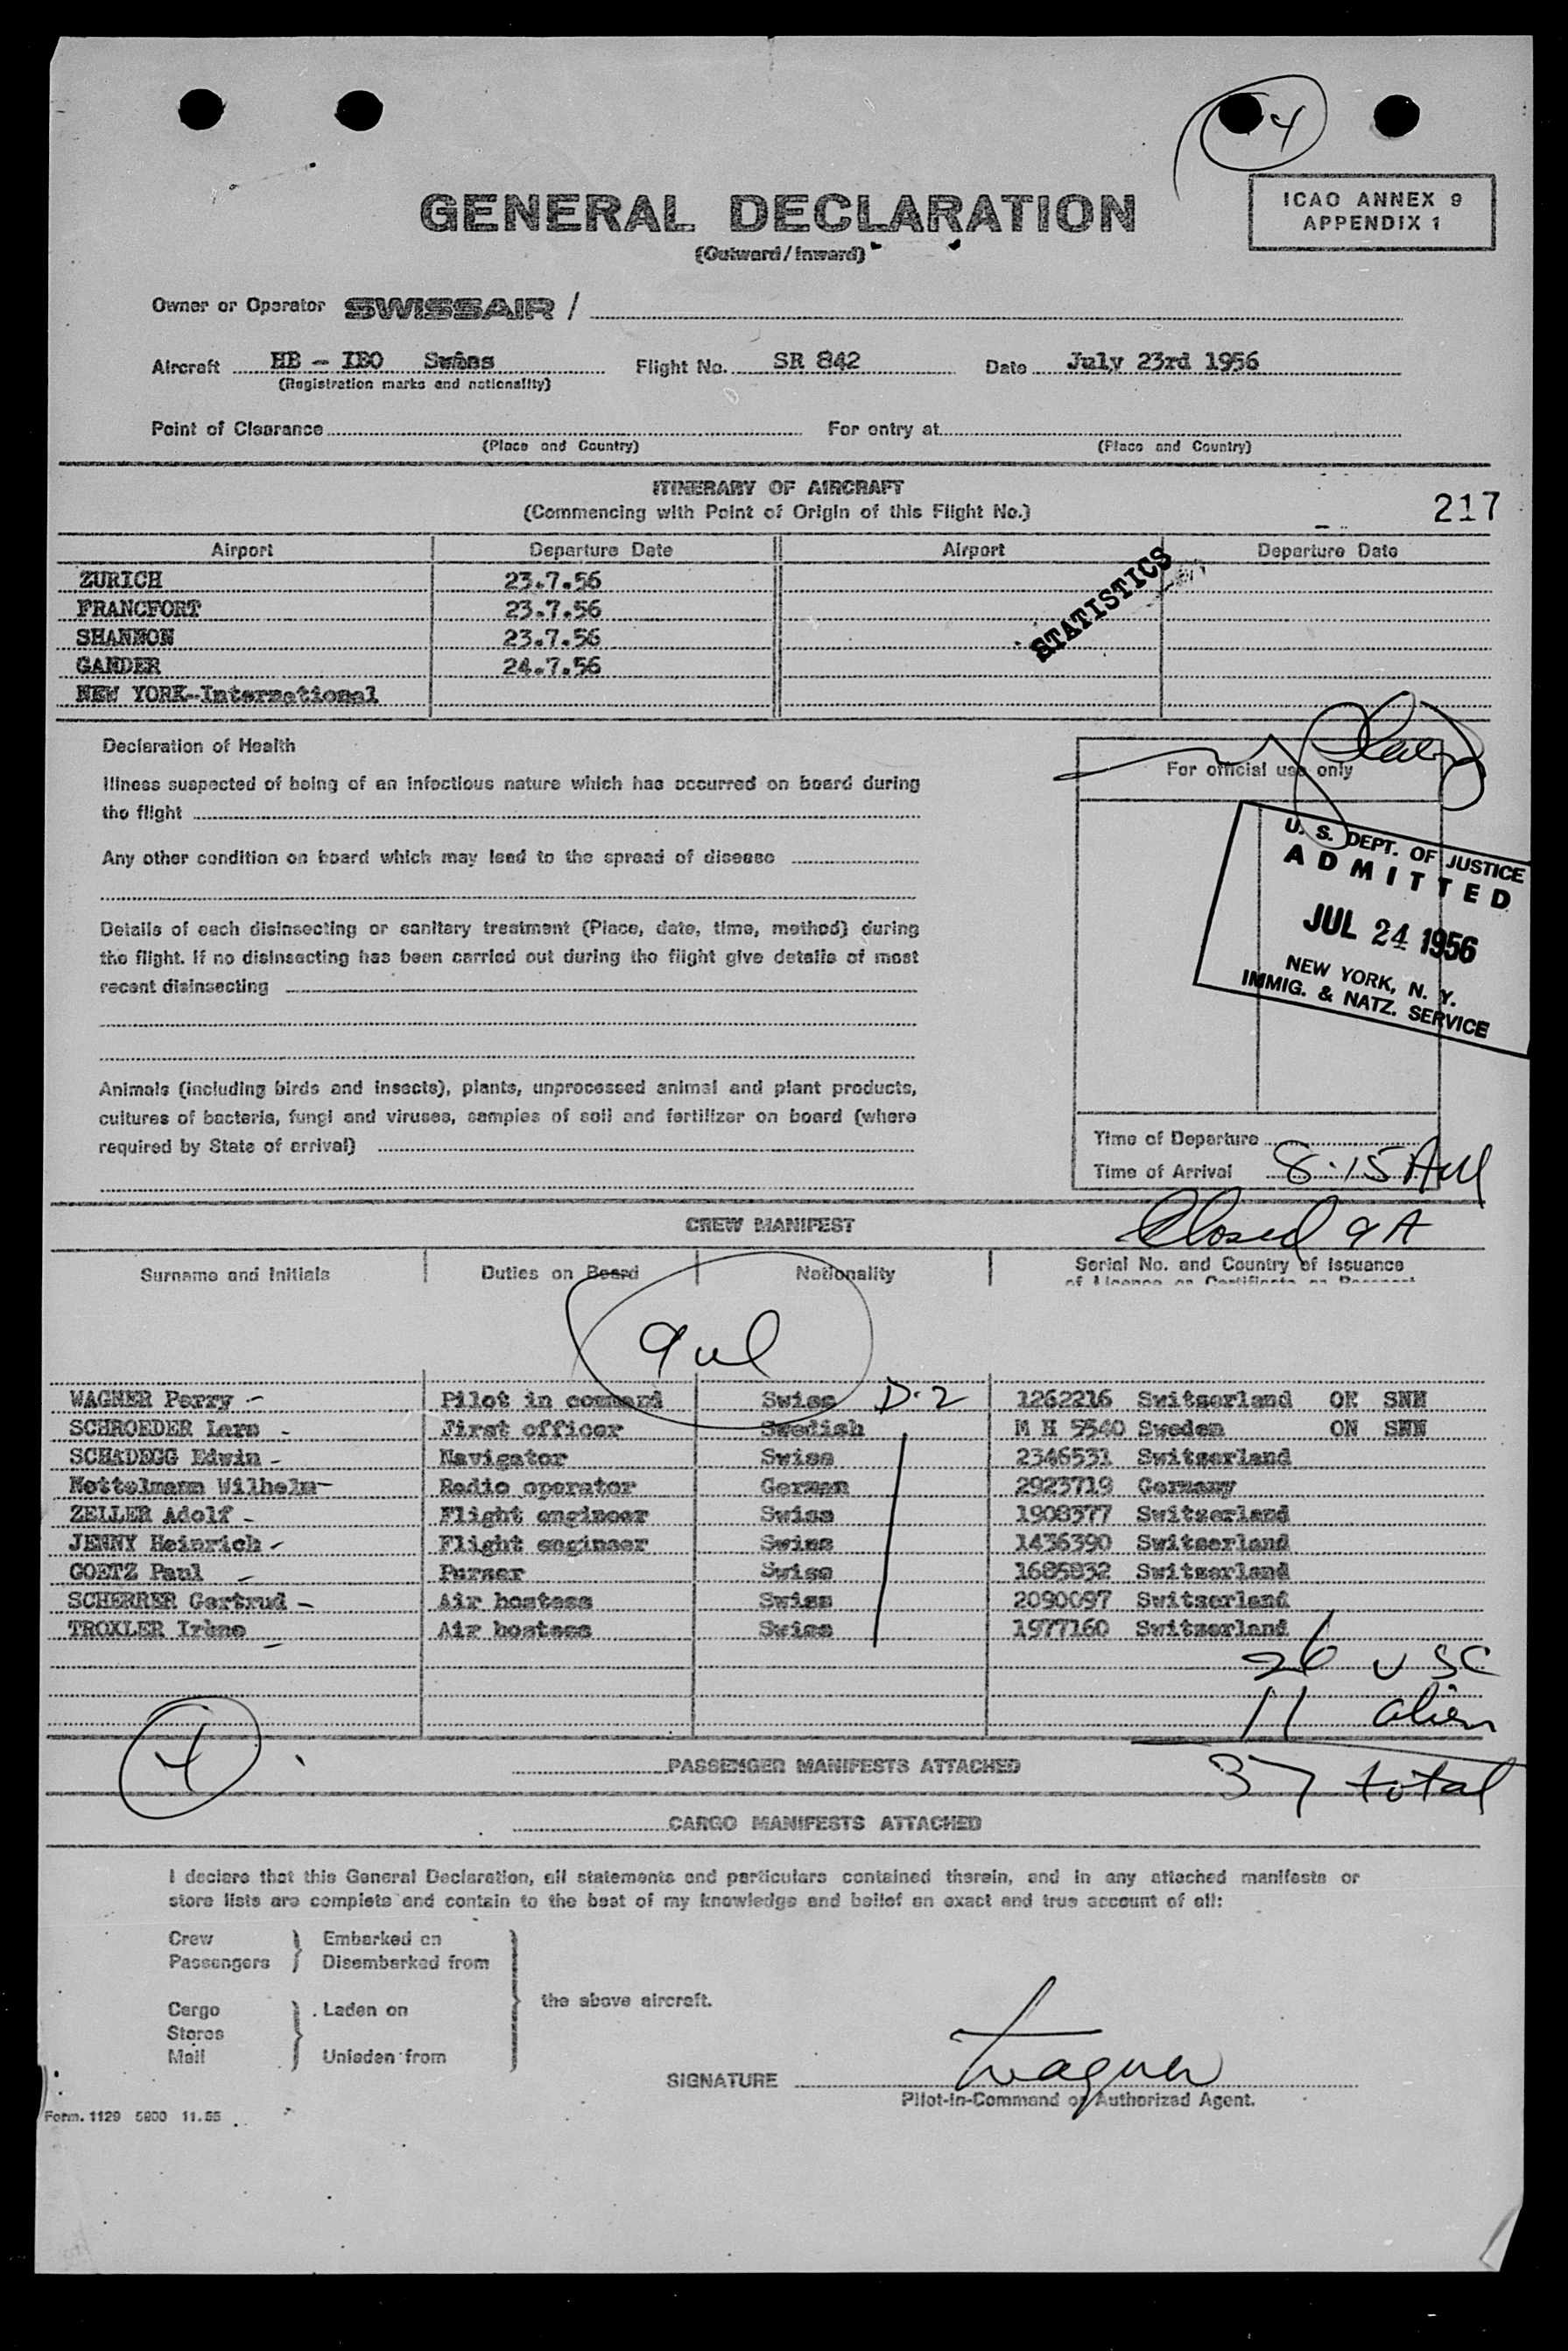 4
GENERAL DECLARATION
(Outward/Inward)
ICAO ANNEX 9
APPENDIX 1
Owner or Operator SWISSAIR /
Aircraft HB - IBO Swiss Flight No. SR 842 Date July 23rd 1956
(Registration marks and nationality)
Point of Clearance For entry at
(Place and Country) (Place and Country)
ITINERARY OF AIRCRAFT
(Commencing with Point of Origin of this Flight No.)
217
Airport Departure Date Airport Departure Date
ZURICH 23.7.56
FRANCFORT 23.7.56
SHANNON 23.7.56
GANDER 24.7.56
NEW YORK-International
STATISTICS
Declaration of Health
Illness suspected of being of an infectious nature which has occurred on board during
the flight
Any other condition on board which may lead to the spread of disease
Details of each disinsecting or sanitary treatment (Place, date, time, method) during
the flight. If no disinsecting has been carried out during the flight give details of most
recent disinsecting
Animals (including birds and insects), plants, unprocessed animal and plant products,
cultures of bacteria, fungi and viruses, samples of soil and fertilizer on board (where
required by State of arrival)
For official use only
U. S. DEPT. OF JUSTICE
ADMITTED
JUL 24 1956
NEW YORK, N. Y.
IMMIG. & NATZ. SERVICE
Time of Departure
Time of Arrival 8:15 AM
Closed 9A
CREW MANIFEST
Surname and Initials Duties on Board Nationality Serial No. and Country of Issuance
of Licence or Certificate or Passport
WAGNER Perry - Pilot in command Swiss D-2 1262216 Switzerland ON SNN
SCHROEDER Lars - First officer Swedish M H 5540 Sweden ON SNN
SCHADEGG Edwin - Navigator Swiss 2346531 Switzerland
Nottelmann Wilhelm - Radio operator German 2923719 Germany
ZELLER Adolf - Flight engineer Swiss 1908377 Switzerland
JENNY Heinrich - Flight engineer Swiss 1436390 Switzerland
GOETZ Paul - Purser Swiss 1685832 Switzerland
SCHERRER Gertrud - Air hostess Swiss 2090097 Switzerland
TROXLER Irène - Air hostess Swiss 1977160 Switzerland
26 USC
11 alien
37 total
4
PASSENGER MANIFESTS ATTACHED
CARGO MANIFESTS ATTACHED
I declare that this General Declaration, all statements and particulars contained therein, and in any attached manifests or
store lists are complete and contain to the best of my knowledge and belief an exact and true account of all:
Crew Embarked on
Passengers Disembarked from
the above aircraft.
Cargo Laden on
Stores
Mail Unladen from
SIGNATURE Wagner
Pilot-in-Command or Authorized Agent.
Form. 1129 5800 11.55